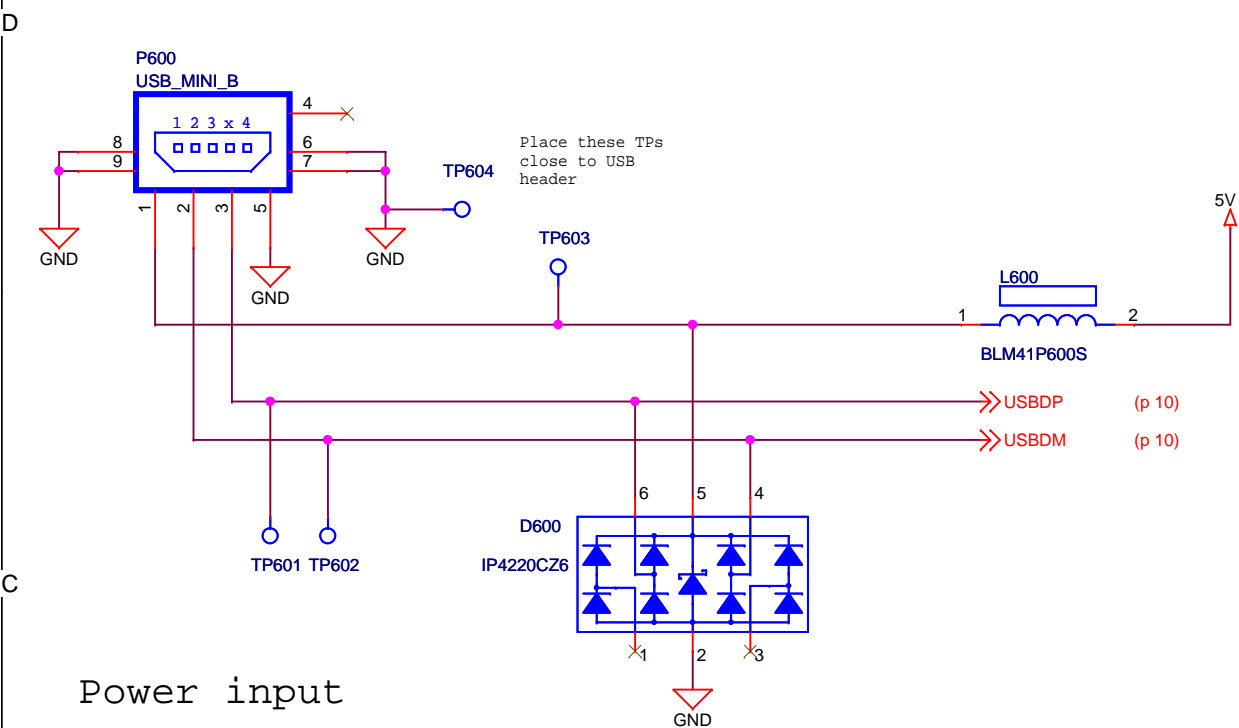 D
P600
USB_MINI_B
4
1 2 3 x 4
8
9
6
7
Place these TPs
close to USB
header
TP604
1
2
3
5
5V
GND
GND
GND
TP603
L600
1
2
BLM41P600S
USBDP
(p 10)
USBDM
(p 10)
6
5
4
D600
IP4220CZ6
TP601
TP602
C
1
2
3
Power input
GND